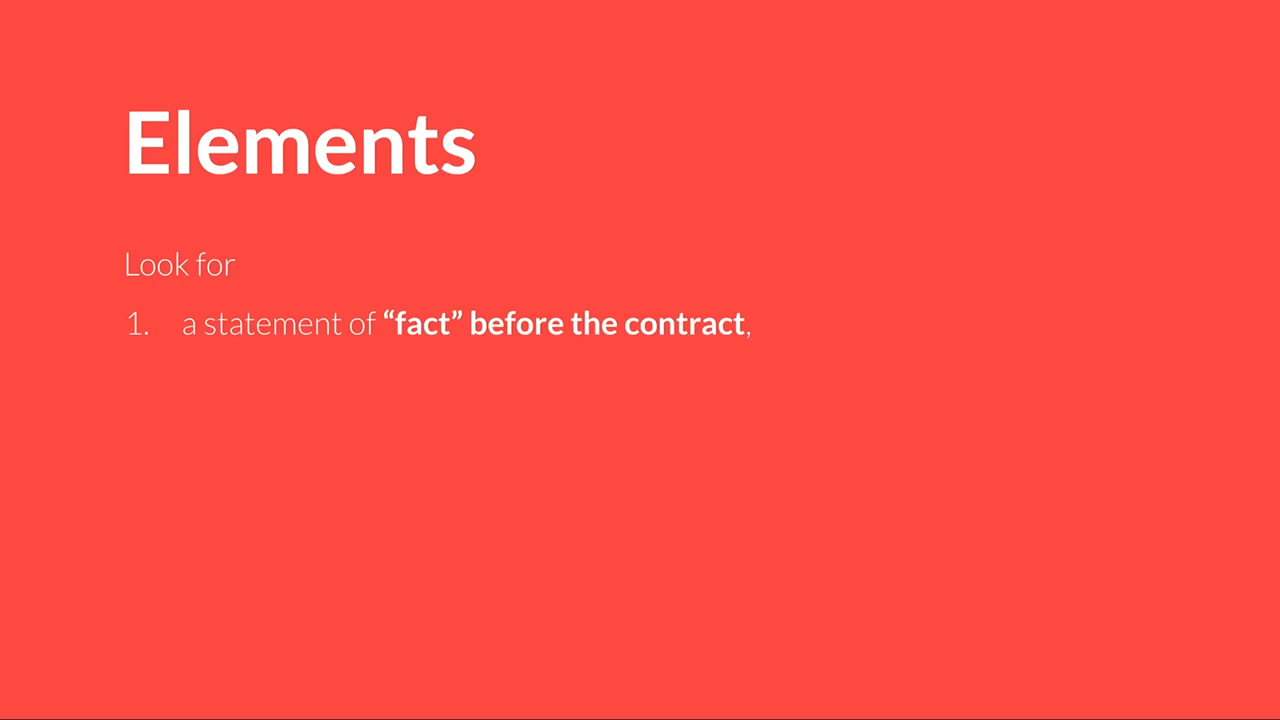 Elements
Look for
1. a statement of “fact” before the contract,